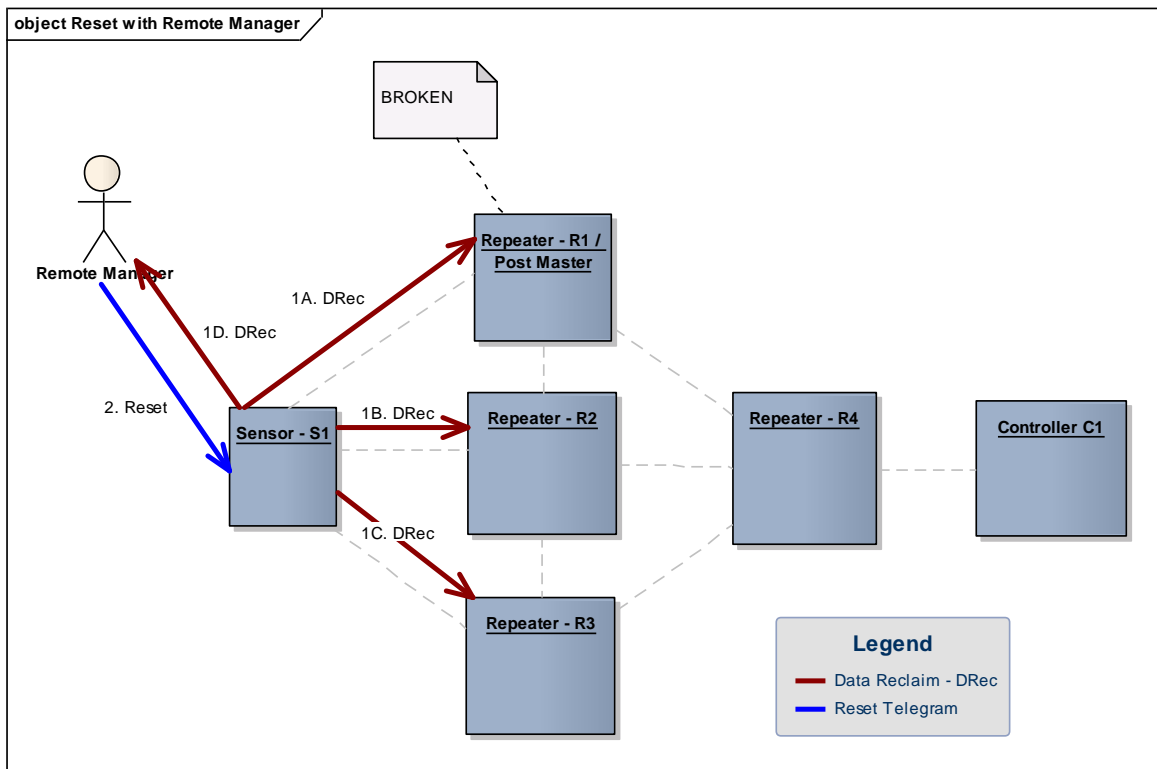 object Reset with Remote Manager
BROKEN
Remote Manager
Repeater - R1 /
Post Master
1A. DRec
1D. DRec
2. Reset
1B. DRec
Sensor - S1
Repeater - R2
Repeater - R4
Controller C1
1C. DRec
Repeater - R3
Legend
Data Reclaim - DRec
Reset Telegram